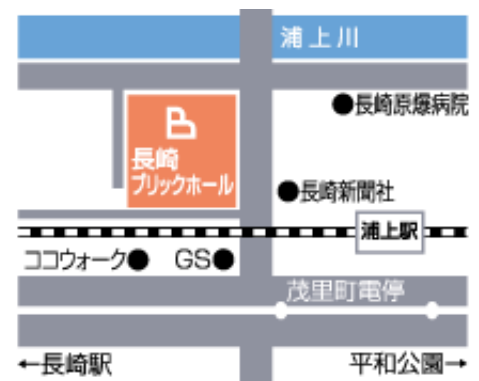 浦上川
●長崎原爆病院
B
長崎
ブリックホール
●長崎新聞社
浦上駅
ココウォーク●
GS●
茂里町電停
←長崎駅
平和公園→